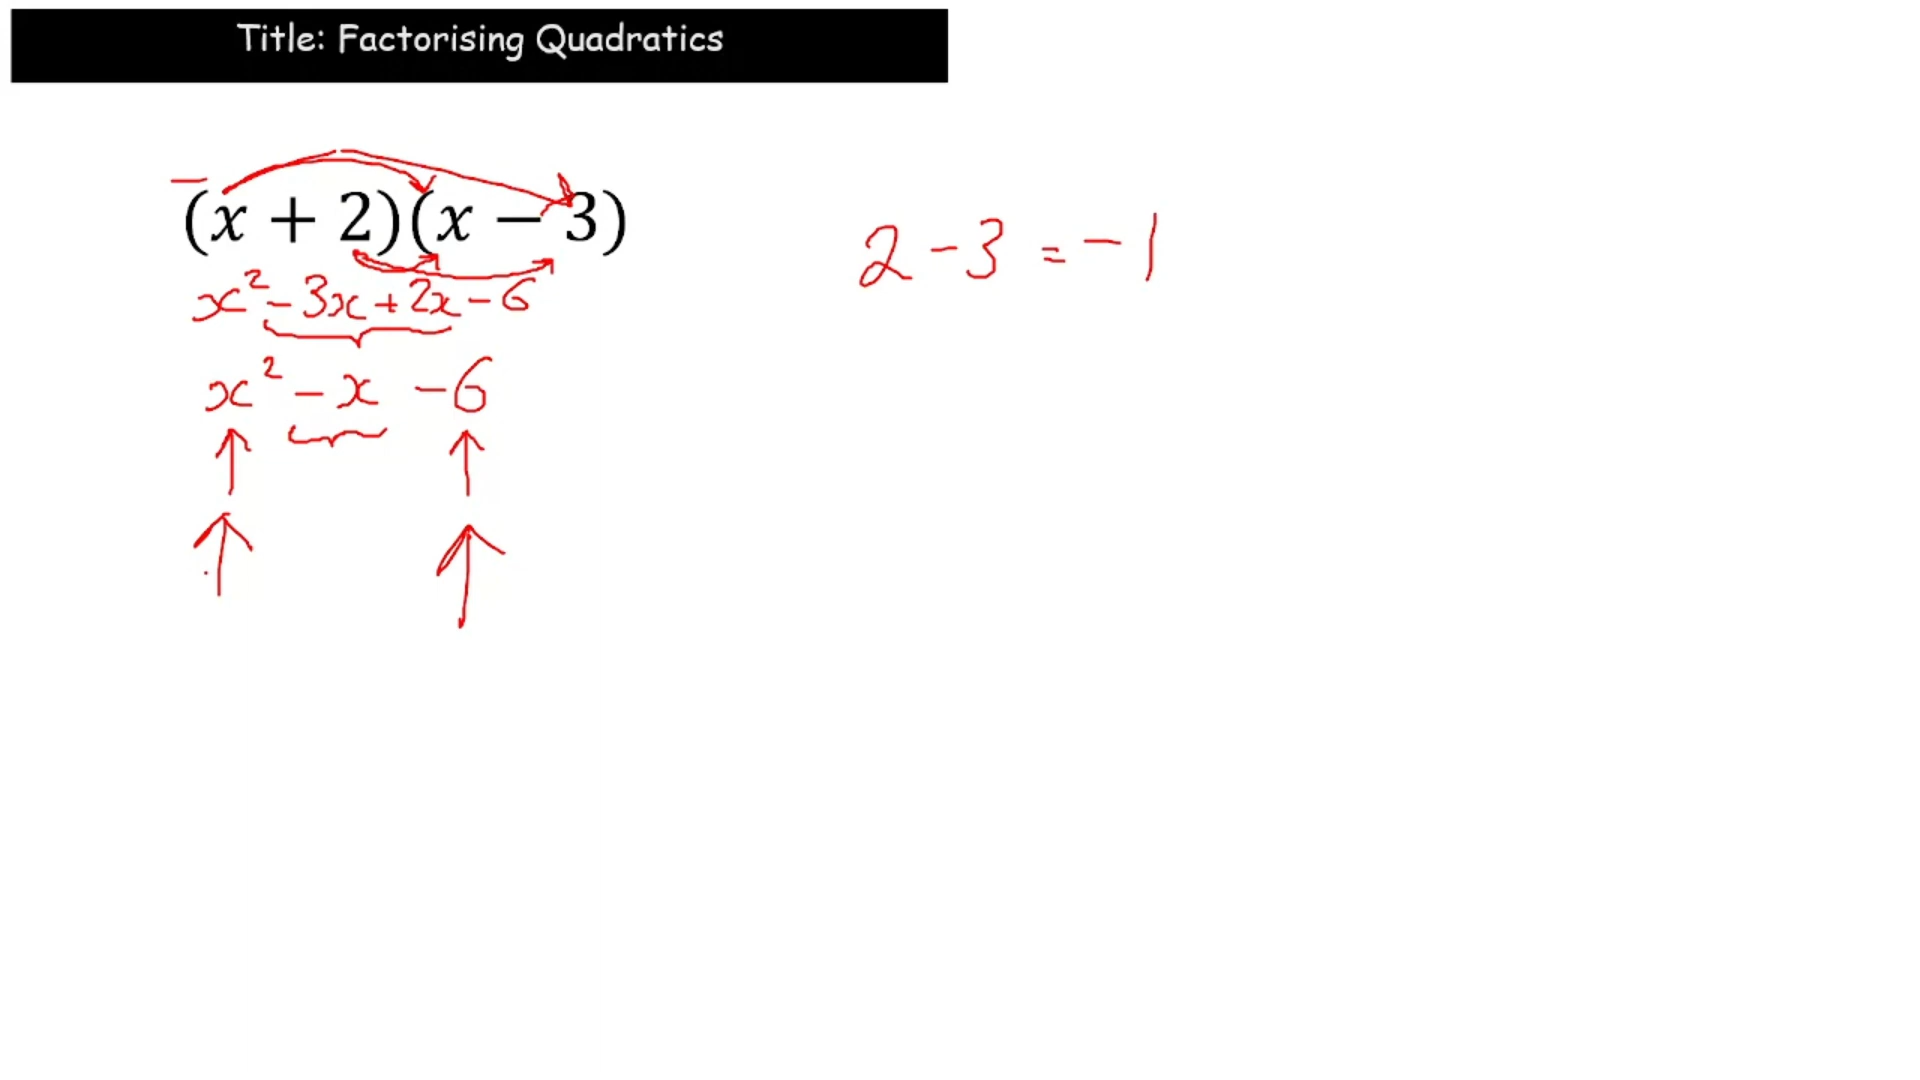 Title: Factorising Quadratics
(x + 2)(x − 3)
2 - 3 = - 1
x² - 3x + 2x - 6
x² - x - 6